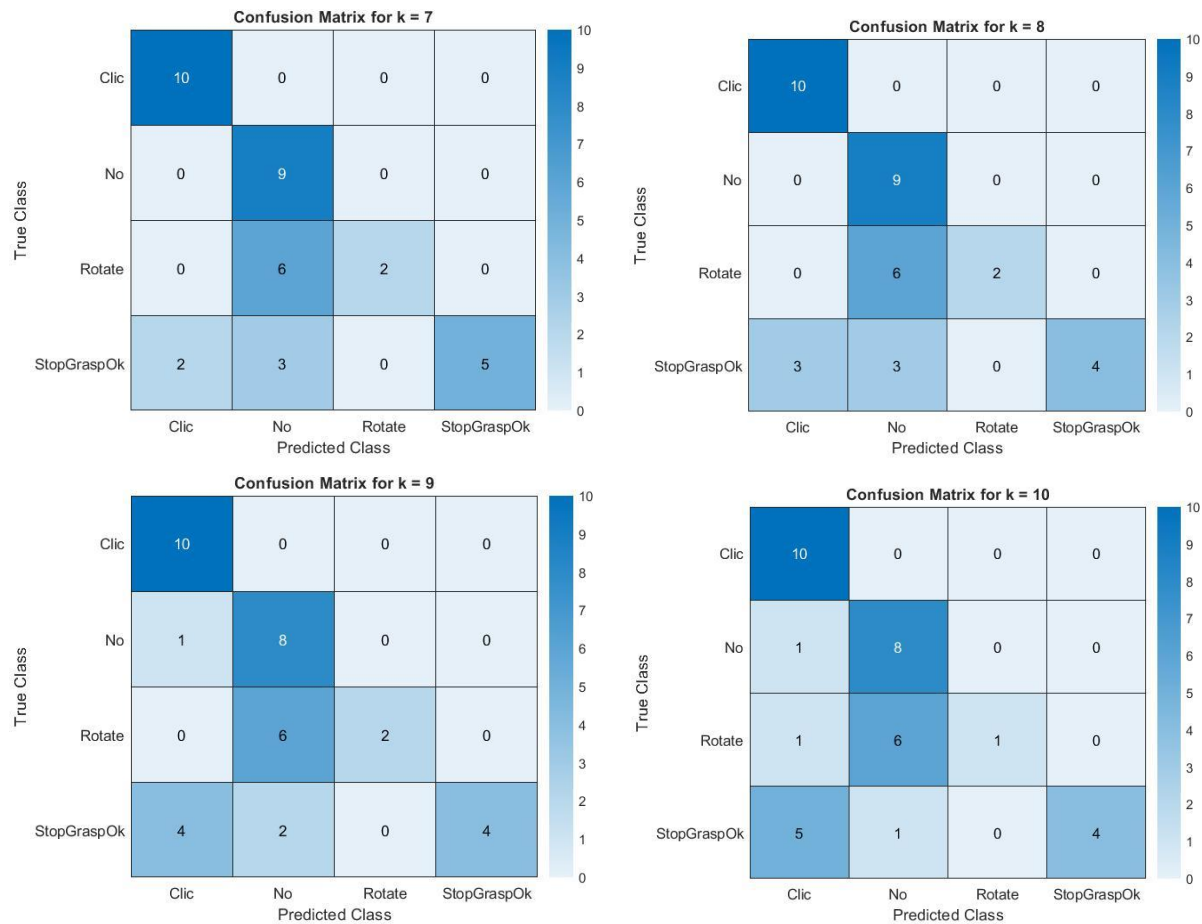 Confusion Matrix for k = 7
Clic 10 0 0 0
No 0 9 0 0
Rotate 0 6 2 0
StopGraspOk 2 3 0 5
Clic No Rotate StopGraspOk
Predicted Class
True Class
10
9
8
7
6
5
4
3
2
1
0
Confusion Matrix for k = 8
Clic 10 0 0 0
No 0 9 0 0
Rotate 0 6 2 0
StopGraspOk 3 3 0 4
Clic No Rotate StopGraspOk
Predicted Class
True Class
10
9
8
7
6
5
4
3
2
1
0
Confusion Matrix for k = 9
Clic 10 0 0 0
No 1 8 0 0
Rotate 0 6 2 0
StopGraspOk 4 2 0 4
Clic No Rotate StopGraspOk
Predicted Class
True Class
10
9
8
7
6
5
4
3
2
1
0
Confusion Matrix for k = 10
Clic 10 0 0 0
No 1 8 0 0
Rotate 1 6 1 0
StopGraspOk 5 1 0 4
Clic No Rotate StopGraspOk
Predicted Class
True Class
10
9
8
7
6
5
4
3
2
1
0